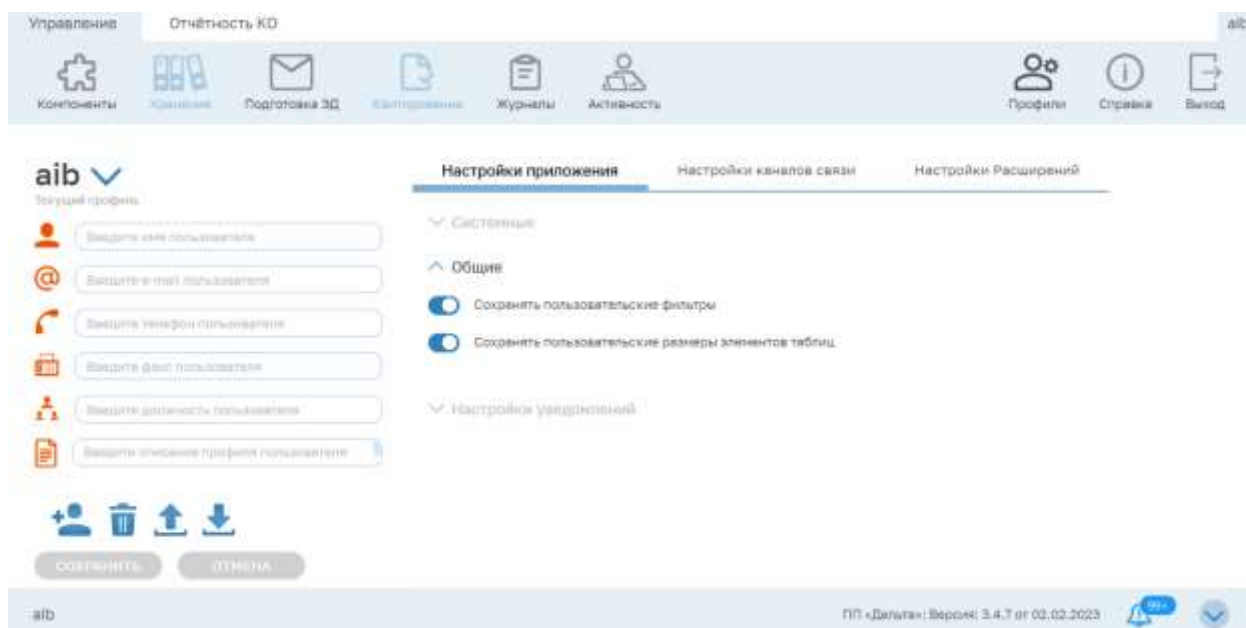 Управление Отчётность КО aib
Компоненты Хранение Подготовка ЭД Квитирование Журналы Активность Профили Справка Выход
aib
Текущий профиль
Настройки приложения Настройки каналов связи Настройки Расширений
Введите имя пользователя
Введите e-mail пользователя
Введите телефон пользователя
Введите факс пользователя
Введите должность пользователя
Введите описание профиля пользователя
Системные
Общие
Сохранять пользовательские фильтры
Сохранять пользовательские размеры элементов таблиц
Настройки уведомлений
СОХРАНИТЬ ОТМЕНА
aib ПП «Дельта»: Версия: 3.4.7 от 02.02.2023 99+